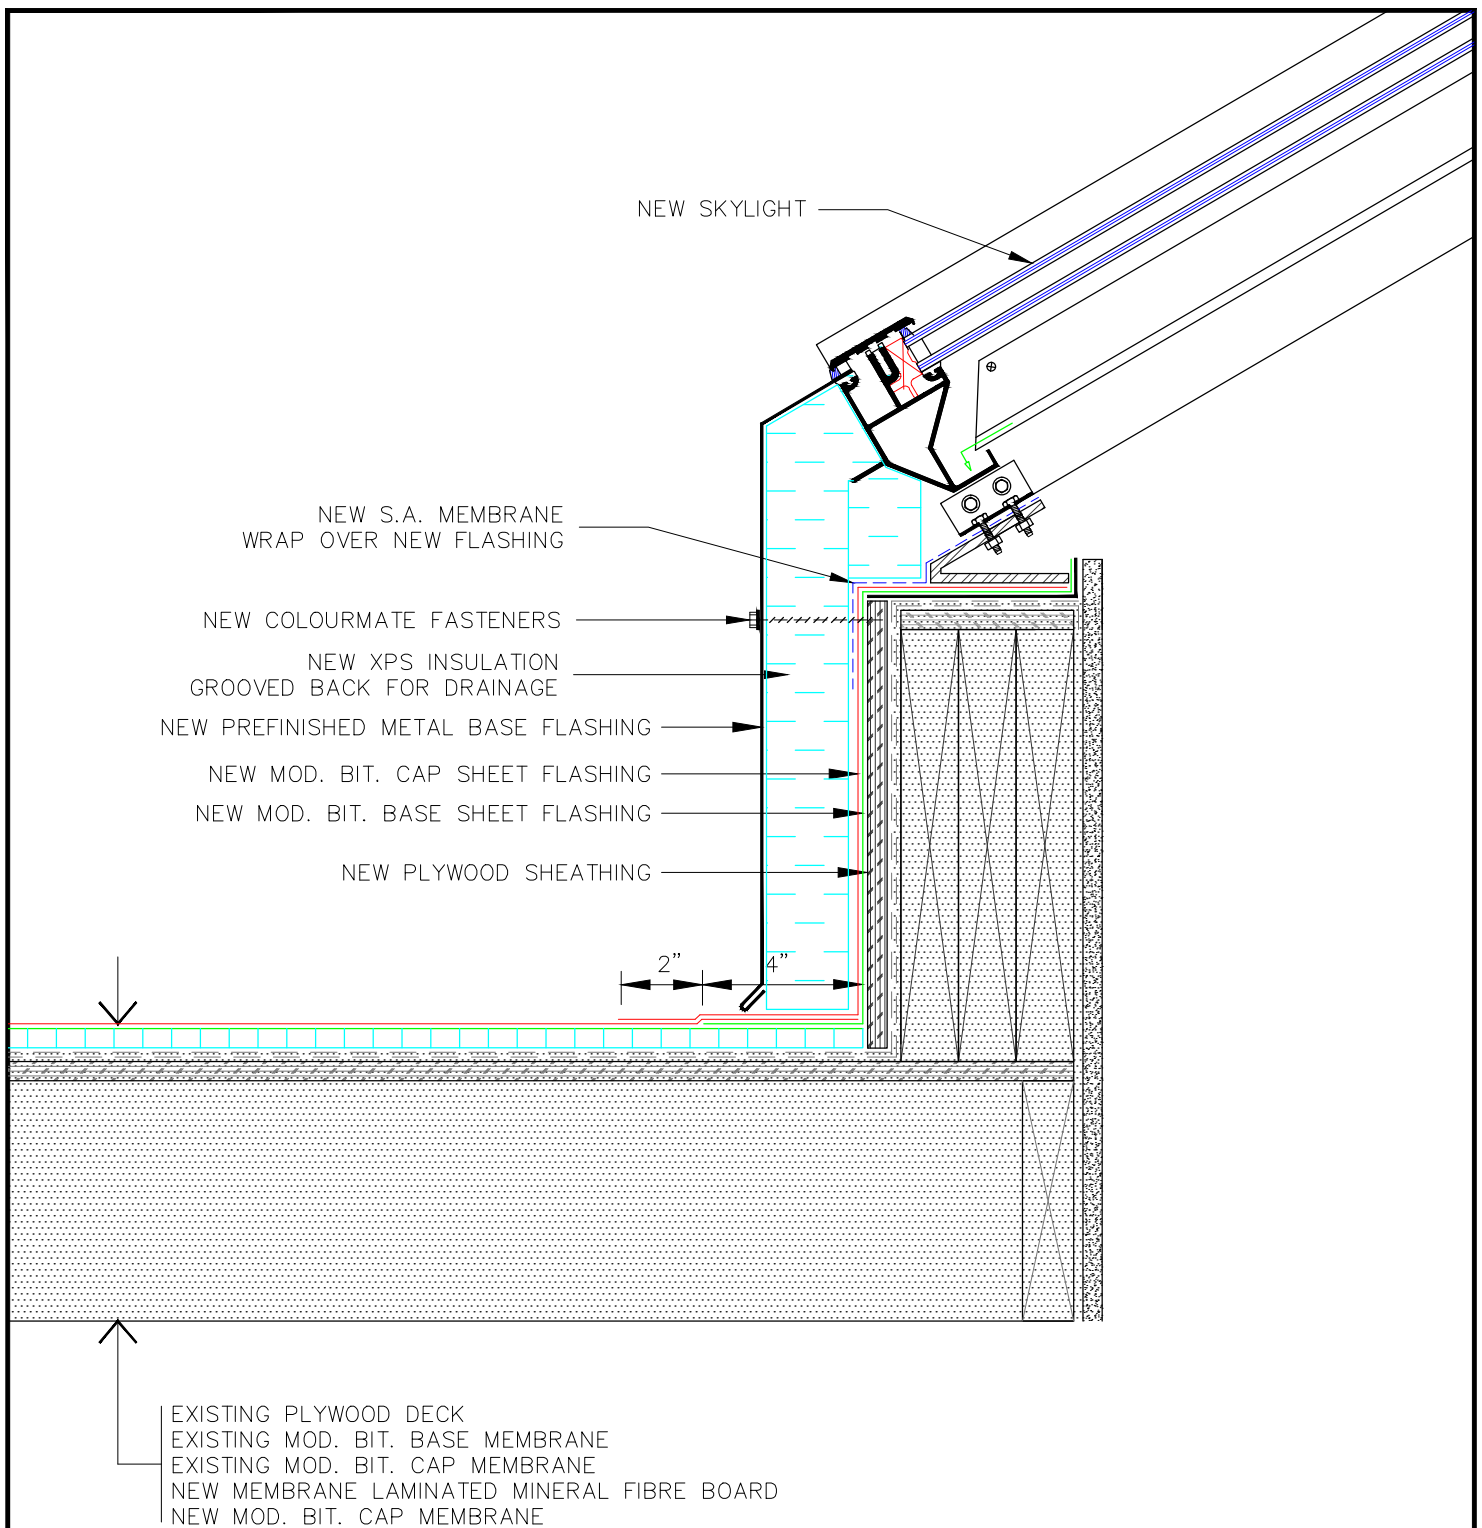 NEW SKYLIGHT
NEW S.A. MEMBRANE
WRAP OVER NEW FLASHING
NEW COLOURMATE FASTENERS
NEW XPS INSULATION
GROOVED BACK FOR DRAINAGE
NEW PREFINISHED METAL BASE FLASHING
NEW MOD. BIT. CAP SHEET FLASHING
NEW MOD. BIT. BASE SHEET FLASHING
NEW PLYWOOD SHEATHING
2” 4”
EXISTING PLYWOOD DECK
EXISTING MOD. BIT. BASE MEMBRANE
EXISTING MOD. BIT. CAP MEMBRANE
NEW MEMBRANE LAMINATED MINERAL FIBRE BOARD
NEW MOD. BIT. CAP MEMBRANE